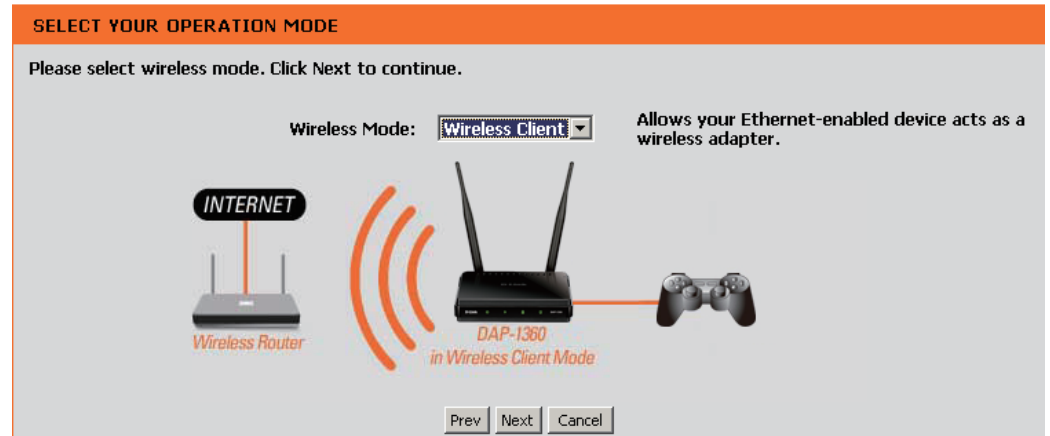 SELECT YOUR OPERATION MODE
Please select wireless mode. Click Next to continue.
Wireless Mode: Wireless Client
Allows your Ethernet-enabled device acts as a
wireless adapter.
INTERNET
Wireless Router
DAP-1360
in Wireless Client Mode
Prev Next Cancel